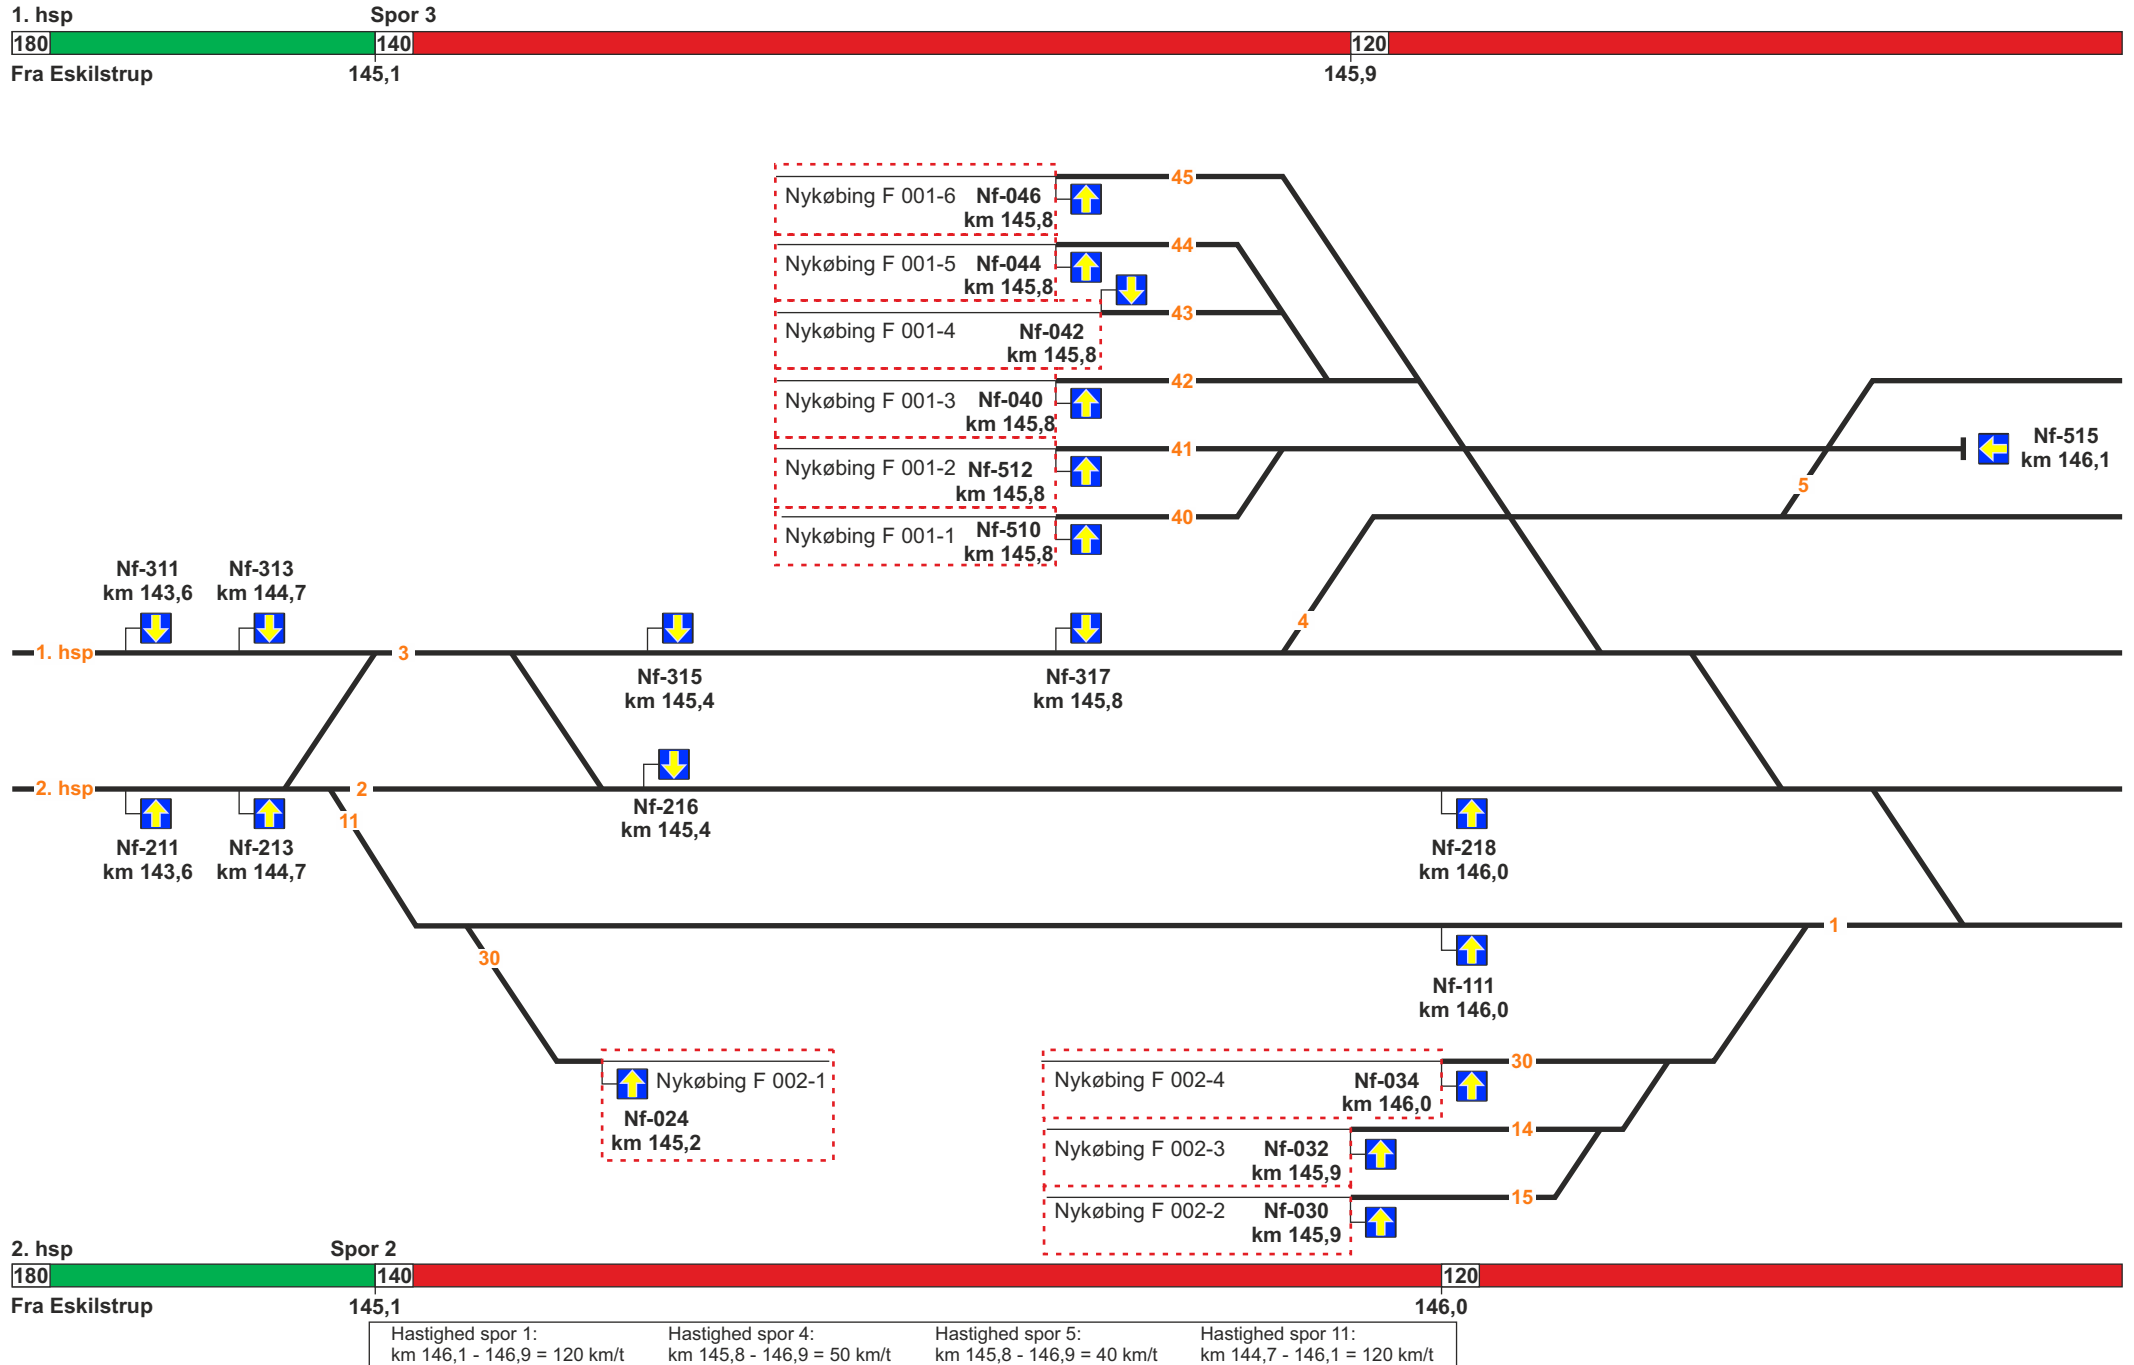 1. hsp Spor 3
180 140 120
Fra Eskilstrup 145,1 145,9
45
Nykøbing F 001-6 Nf-046
km 145,8
44
Nykøbing F 001-5 Nf-044
km 145,8
43
Nykøbing F 001-4 Nf-042
km 145,8
42
Nykøbing F 001-3 Nf-040
km 145,8
41
Nykøbing F 001-2 Nf-512
km 145,8
Nf-515
km 146,1
5
40
Nykøbing F 001-1 Nf-510
km 145,8
Nf-311 Nf-313
km 143,6 km 144,7
4
1. hsp 3
Nf-315 Nf-317
km 145,4 km 145,8
2. hsp 2
11
Nf-216
km 145,4
Nf-211 Nf-213 Nf-218
km 143,6 km 144,7 km 146,0
1
30
Nf-111
km 146,0
30
Nykøbing F 002-1 Nykøbing F 002-4 Nf-034
km 146,0
Nf-024
km 145,2
14
Nykøbing F 002-3 Nf-032
km 145,9
15
Nykøbing F 002-2 Nf-030
km 145,9
2. hsp Spor 2
180 140 120
Fra Eskilstrup 145,1 146,0
Hastighed spor 1: Hastighed spor 4: Hastighed spor 5: Hastighed spor 11:
km 146,1 - 146,9 = 120 km/t km 145,8 - 146,9 = 50 km/t km 145,8 - 146,9 = 40 km/t km 144,7 - 146,1 = 120 km/t